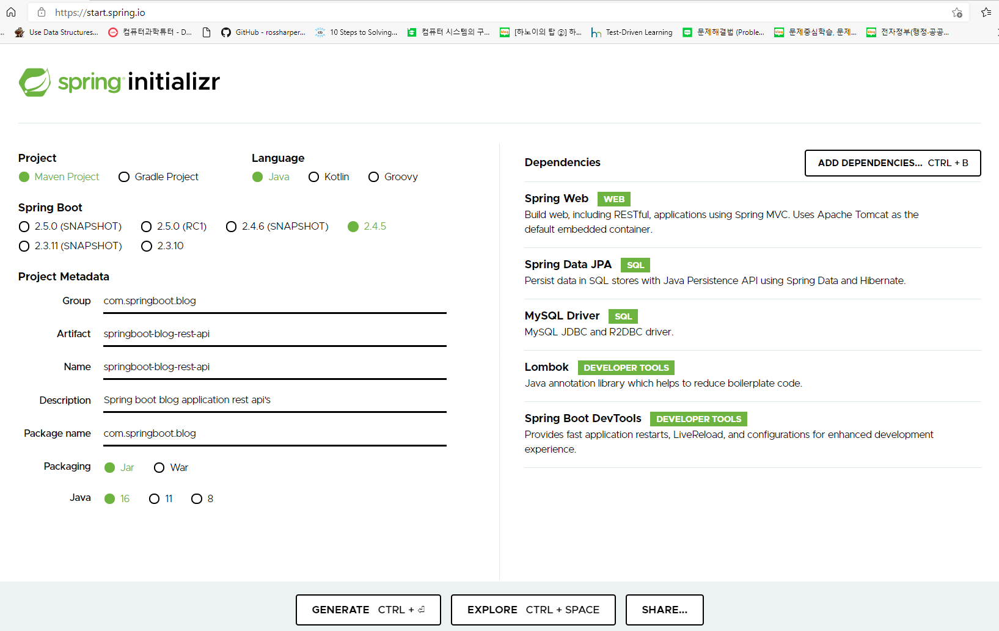 https://start.spring.io
... Use Data Structures... 컴퓨터과학튜터 - D... GitHub - rossharper... 10 Steps to Solving... 컴퓨터 시스템의 구... [하노이의 탑 ②] 하... Test-Driven Learning 문제해결법 (Proble... 문제중심학습, 문제... 전자정부(행정·공공...
spring initializr
Project
Maven Project Gradle Project
Language
Java Kotlin Groovy
Spring Boot
2.5.0 (SNAPSHOT) 2.5.0 (RC1) 2.4.6 (SNAPSHOT) 2.4.5
2.3.11 (SNAPSHOT) 2.3.10
Project Metadata
Group com.springboot.blog
Artifact springboot-blog-rest-api
Name springboot-blog-rest-api
Description Spring boot blog application rest api's
Package name com.springboot.blog
Packaging Jar War
Java 16 11 8
Dependencies
ADD DEPENDENCIES... CTRL + B
Spring Web WEB
Build web, including RESTful, applications using Spring MVC. Uses Apache Tomcat as the
default embedded container.
Spring Data JPA SQL
Persist data in SQL stores with Java Persistence API using Spring Data and Hibernate.
MySQL Driver SQL
MySQL JDBC and R2DBC driver.
Lombok DEVELOPER TOOLS
Java annotation library which helps to reduce boilerplate code.
Spring Boot DevTools DEVELOPER TOOLS
Provides fast application restarts, LiveReload, and configurations for enhanced development
experience.
GENERATE CTRL + ⏎
EXPLORE CTRL + SPACE
SHARE...